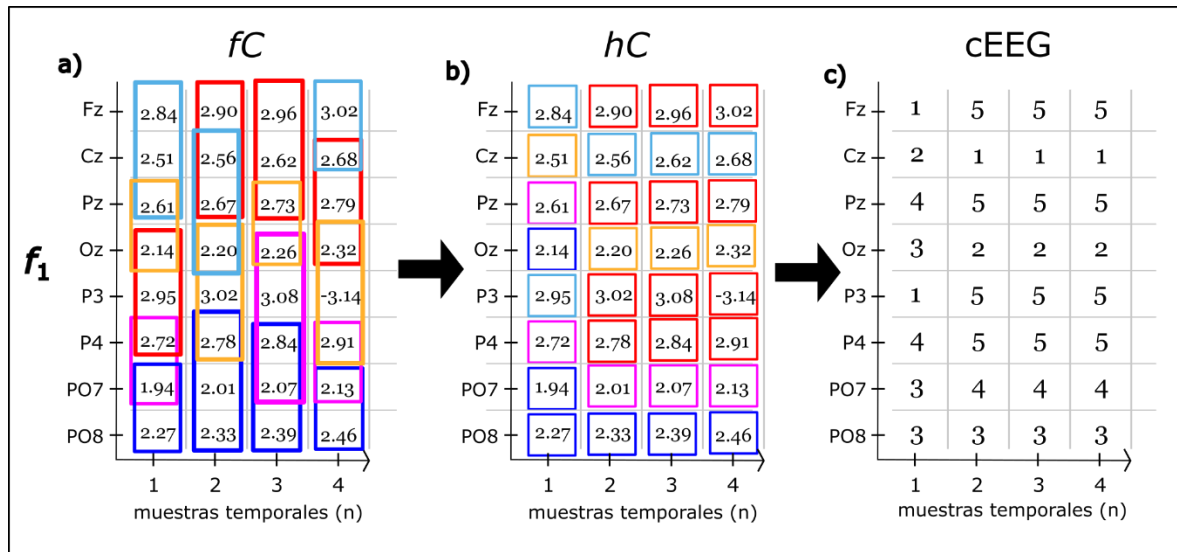 fC hC cEEG
a) b) c)
Fz 2.84 2.90 2.96 3.02 Fz 2.84 2.90 2.96 3.02 Fz 1 5 5 5
Cz 2.51 2.56 2.62 2.68 Cz 2.51 2.56 2.62 2.68 Cz 2 1 1 1
Pz 2.61 2.67 2.73 2.79 Pz 2.61 2.67 2.73 2.79 Pz 4 5 5 5
Oz 2.14 2.20 2.26 2.32 Oz 2.14 2.20 2.26 2.32 Oz 3 2 2 2
f1
P3 2.95 3.02 3.08 -3.14 P3 2.95 3.02 3.08 -3.14 P3 1 5 5 5
P4 2.72 2.78 2.84 2.91 P4 2.72 2.78 2.84 2.91 P4 4 5 5 5
PO7 1.94 2.01 2.07 2.13 PO7 1.94 2.01 2.07 2.13 PO7 3 4 4 4
PO8 2.27 2.33 2.39 2.46 PO8 2.27 2.33 2.39 2.46 PO8 3 3 3 3
1 2 3 4 1 2 3 4 1 2 3 4
muestras temporales (n) muestras temporales (n) muestras temporales (n)